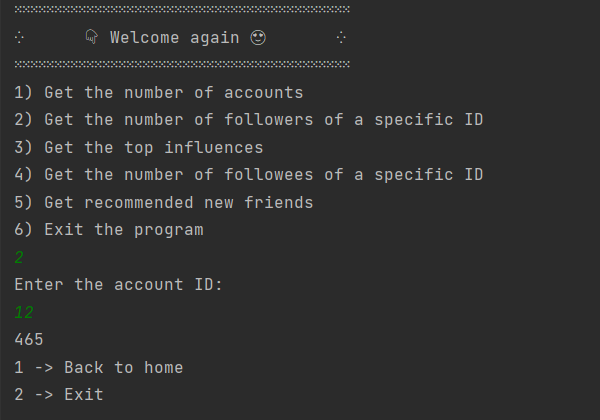 Welcome again
1) Get the number of accounts
2) Get the number of followers of a specific ID
3) Get the top influences
4) Get the number of followees of a specific ID
5) Get recommended new friends
6) Exit the program
2
Enter the account ID:
12
465
1 -> Back to home
2 -> Exit